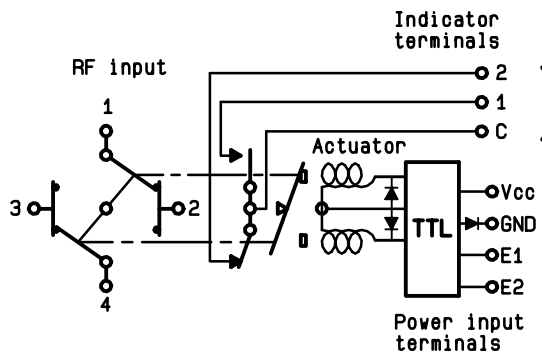 Indicator
terminals
RF input
2
1
1
C
Actuator
Vcc
3
2
TTL
GND
E1
4
E2
Power input
terminals